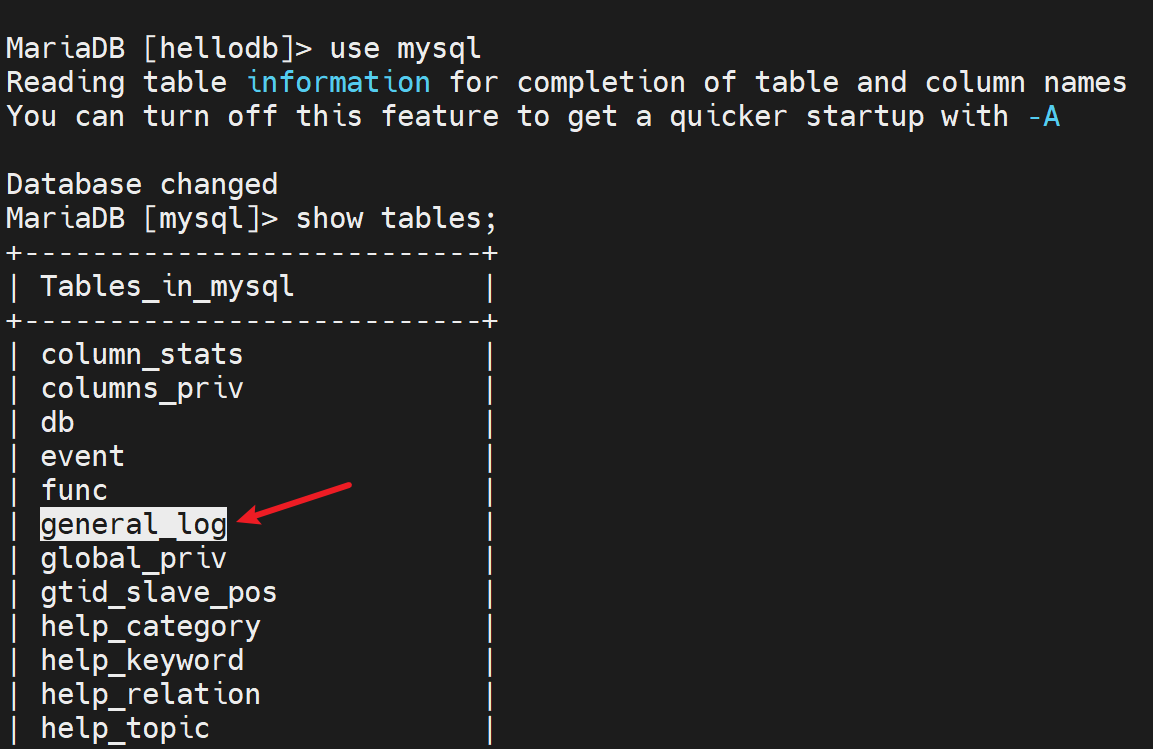 MariaDB [hellodb]> use mysql
Reading table information for completion of table and column names
You can turn off this feature to get a quicker startup with -A
Database changed
MariaDB [mysql]> show tables;
+---------------------------+
| Tables_in_mysql           |
+---------------------------+
| column_stats              |
| columns_priv              |
| db                        |
| event                     |
| func                      |
| general_log               |
| global_priv               |
| gtid_slave_pos            |
| help_category             |
| help_keyword              |
| help_relation             |
| help_topic                |